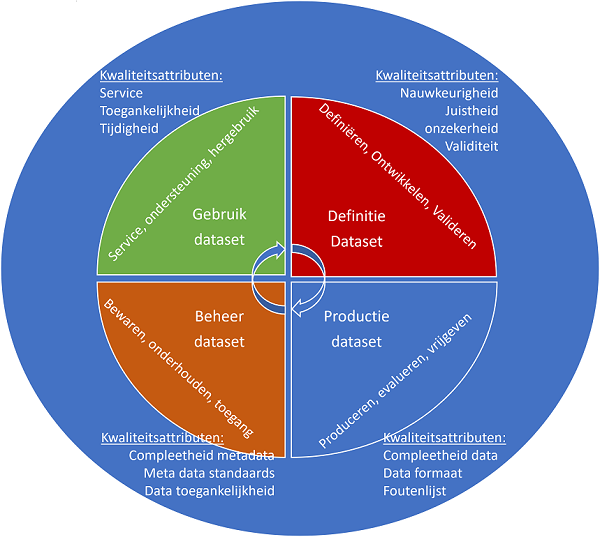 Kwaliteitsattributen:
Service
Toegankelijkheid
Tijdigheid
Kwaliteitsattributen:
Nauwkeurigheid
Juistheid
onzekerheid
Validiteit
Service, ondersteuning, hergebruik
Gebruik
dataset
Definiëren, Ontwikkelen, Valideren
Definitie
Dataset
Beheer
dataset
Bewaren, onderhouden, toegang
Productie
dataset
Produceren, evalueren, vrijgeven
Kwaliteitsattributen:
Compleetheid metadata
Meta data standaards
Data toegankelijkheid
Kwaliteitsattributen:
Compleetheid data
Data formaat
Foutenlijst